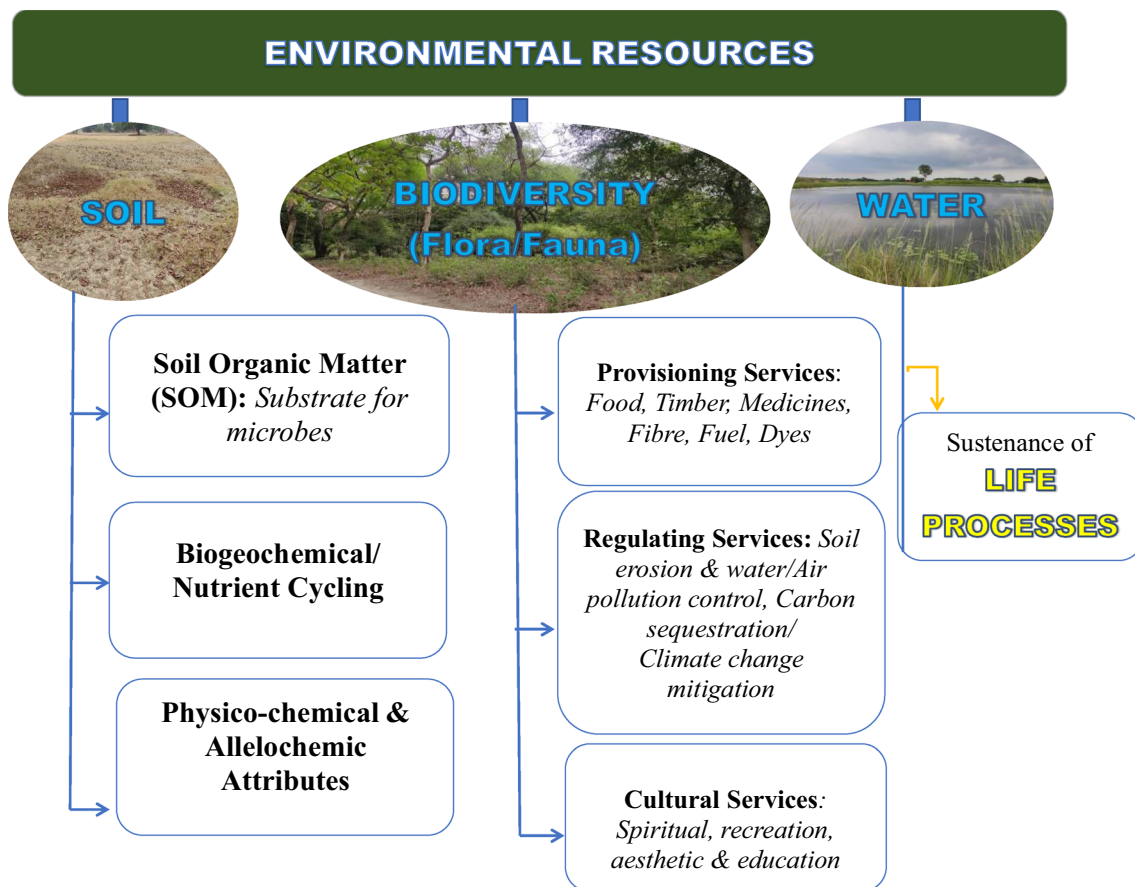 ENVIRONMENTAL RESOURCES
SOIL
BIODIVERSITY
(Flora/Fauna)
WATER
Soil Organic Matter
(SOM): Substrate for
microbes
Biogeochemical/
Nutrient Cycling
Physico-chemical &
Allelochemic
Attributes
Provisioning Services:
Food, Timber, Medicines,
Fibre, Fuel, Dyes
Regulating Services: Soil
erosion & water/Air
pollution control, Carbon
sequestration/
Climate change
mitigation
Cultural Services:
Spiritual, recreation,
aesthetic & education
Sustenance of
LIFE
PROCESSES